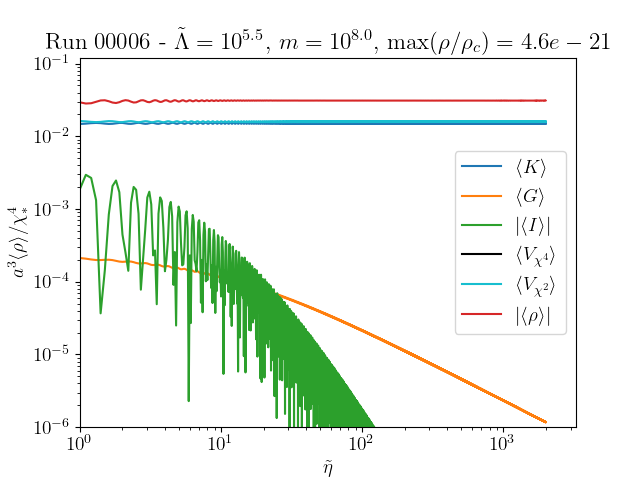 Run 00006 - Λ̃ = 10^5.5, m = 10^8.0, max(ρ/ρ_c) = 4.6e − 21
10^−1
10^−2
10^−3
10^−4
10^−5
10^−6
a^3⟨ρ⟩/χ_*^4
⟨K⟩
⟨G⟩
|⟨I⟩|
⟨V_χ^4⟩
⟨V_χ^2⟩
|⟨ρ⟩|
10^0 10^1 10^2 10^3
η̃